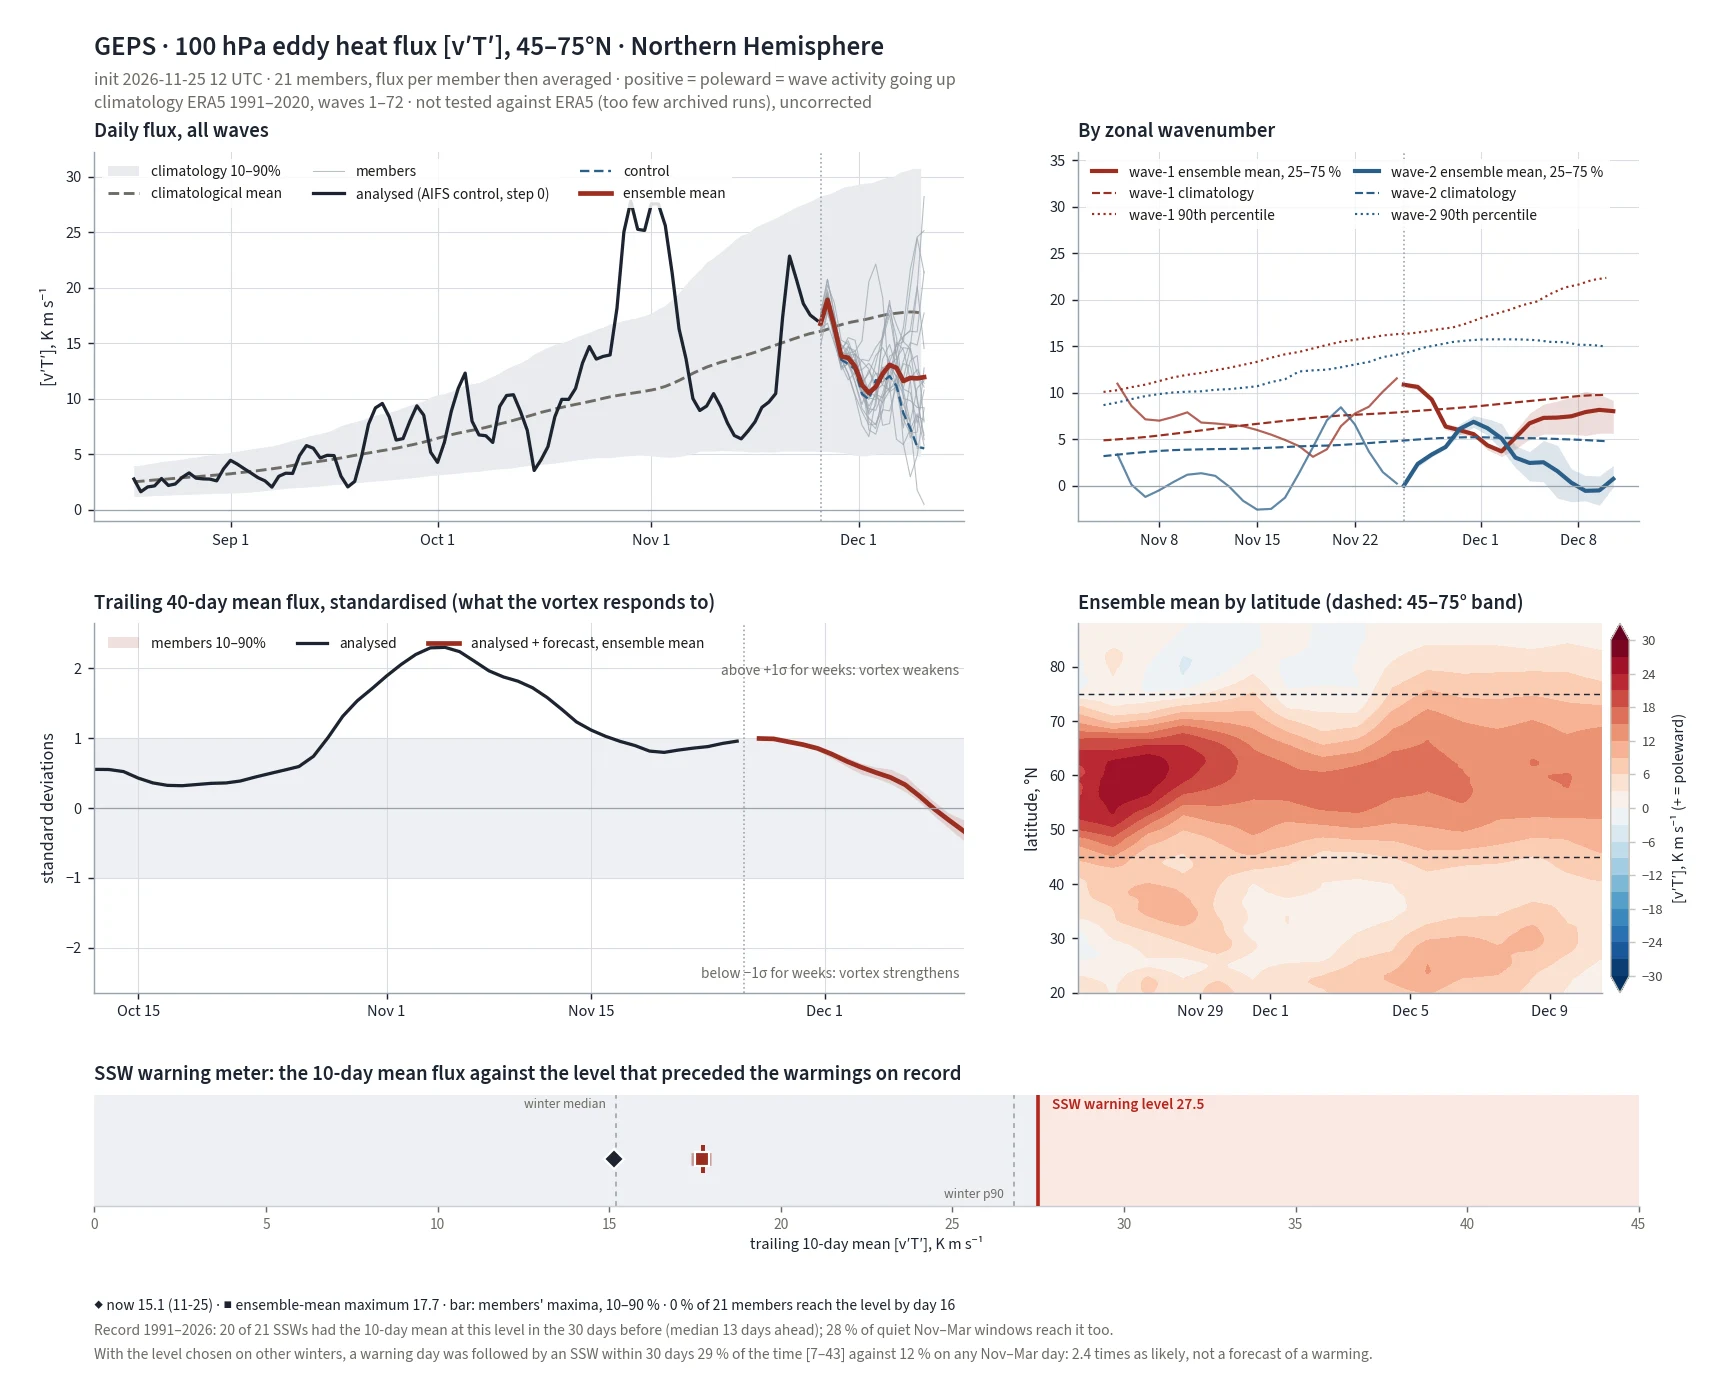 GEPS · 100 hPa eddy heat flux [v′T′], 45–75°N · Northern Hemisphere
init 2026-11-25 12 UTC · 21 members, flux per member then averaged · positive = poleward = wave activity going up
climatology ERA5 1991–2020, waves 1–72 · not tested against ERA5 (too few archived runs), uncorrected
Daily flux, all waves
climatology 10–90%
climatological mean
members
analysed (AIFS control, step 0)
control
ensemble mean
[v′T′], K m s⁻¹
30
25
20
15
10
5
0
Sep 1
Oct 1
Nov 1
Dec 1
By zonal wavenumber
wave-1 ensemble mean, 25–75 %
wave-1 climatology
wave-1 90th percentile
wave-2 ensemble mean, 25–75 %
wave-2 climatology
wave-2 90th percentile
35
30
25
20
15
10
5
0
Nov 8
Nov 15
Nov 22
Dec 1
Dec 8
Trailing 40-day mean flux, standardised (what the vortex responds to)
members 10–90%
analysed
analysed + forecast, ensemble mean
above +1σ for weeks: vortex weakens
below −1σ for weeks: vortex strengthens
standard deviations
2
1
0
−1
−2
Oct 15
Nov 1
Nov 15
Dec 1
Ensemble mean by latitude (dashed: 45–75° band)
latitude, °N
80
70
60
50
40
30
20
Nov 29
Dec 1
Dec 5
Dec 9
30
24
18
12
6
0
−6
−12
−18
−24
−30
[v′T′], K m s⁻¹ (+ = poleward)
SSW warning meter: the 10-day mean flux against the level that preceded the warmings on record
winter median
winter p90
SSW warning level 27.5
0
5
10
15
20
25
30
35
40
45
trailing 10-day mean [v′T′], K m s⁻¹
◆ now 15.1 (11-25) · ■ ensemble-mean maximum 17.7 · bar: members' maxima, 10–90 % · 0 % of 21 members reach the level by day 16
Record 1991–2026: 20 of 21 SSWs had the 10-day mean at this level in the 30 days before (median 13 days ahead); 28 % of quiet Nov–Mar windows reach it too.
With the level chosen on other winters, a warning day was followed by an SSW within 30 days 29 % of the time [7–43] against 12 % on any Nov–Mar day: 2.4 times as likely, not a forecast of a warming.